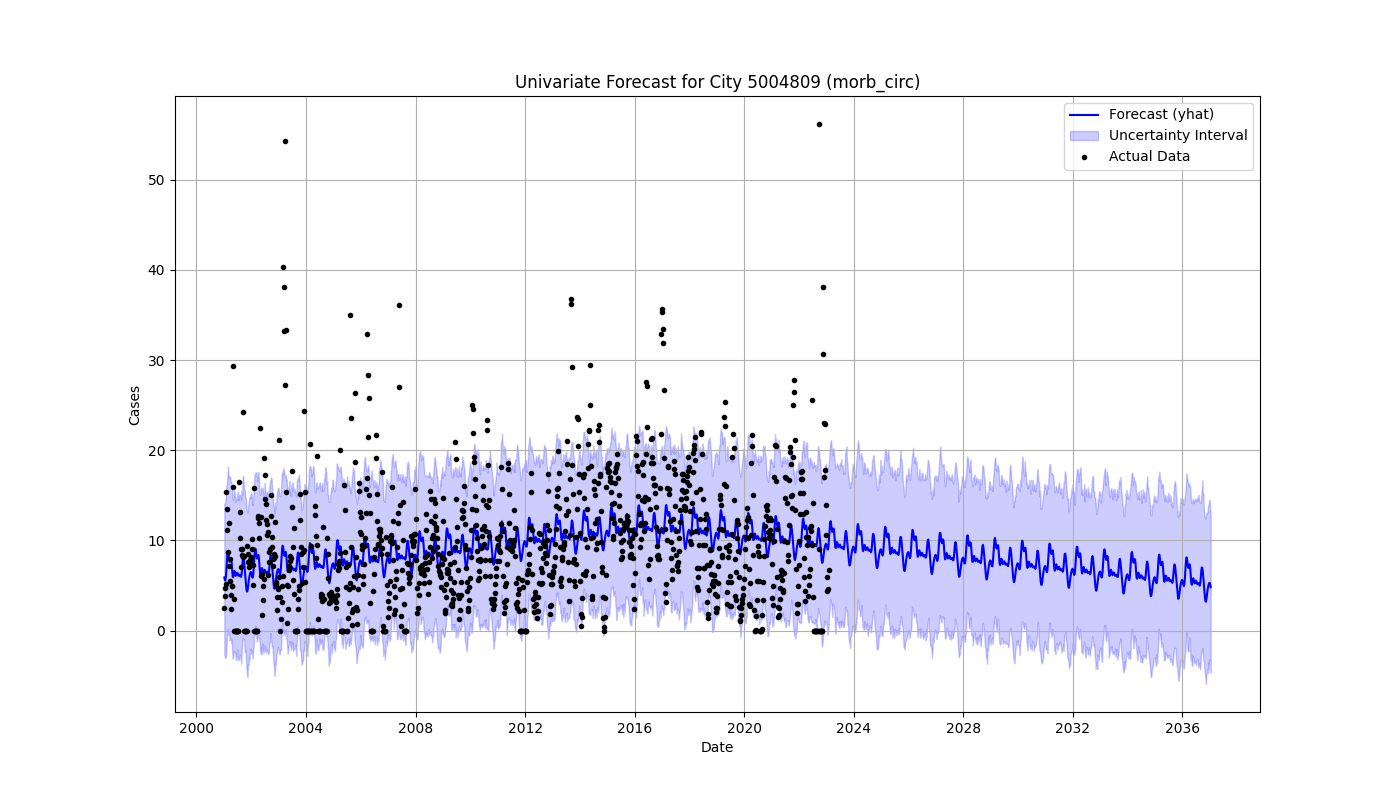 Univariate Forecast for City 5004809 (morb_circ)
Forecast (yhat)
Uncertainty Interval
Actual Data
Cases
50
40
30
20
10
0
2000 2004 2008 2012 2016 2020 2024 2028 2032 2036
Date